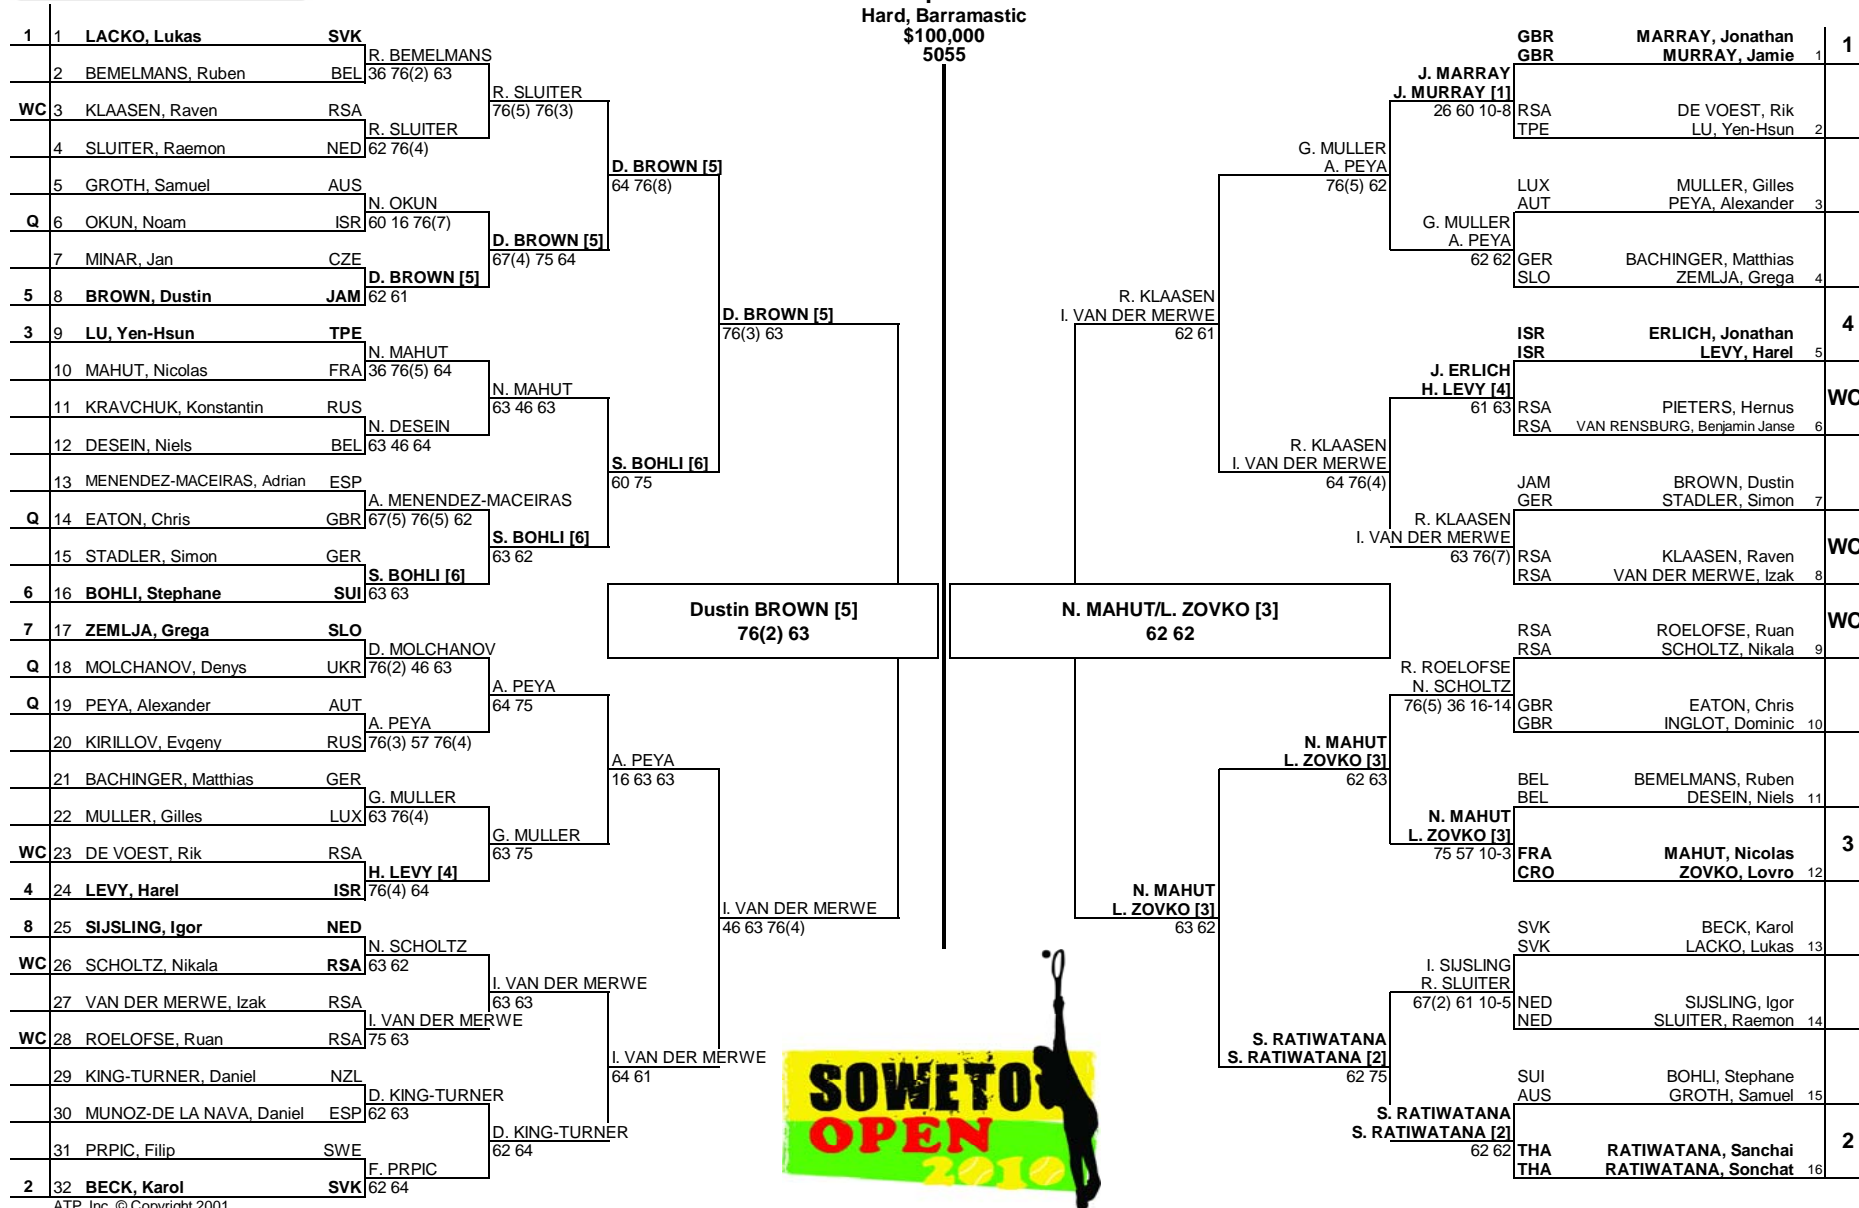 Hard, Barramastic
$100,000
5055
1 1 LACKO, Lukas SVK
R. BEMELMANS
2 BEMELMANS, Ruben BEL 36 76(2) 63
R. SLUITER
WC 3 KLAASEN, Raven RSA 76(5) 76(3)
R. SLUITER
4 SLUITER, Raemon NED 62 76(4)
D. BROWN [5]
5 GROTH, Samuel AUS 64 76(8)
N. OKUN
Q 6 OKUN, Noam ISR 60 16 76(7)
D. BROWN [5]
7 MINAR, Jan CZE 67(4) 75 64
D. BROWN [5]
5 8 BROWN, Dustin JAM 62 61
D. BROWN [5]
3 9 LU, Yen-Hsun TPE 76(3) 63
N. MAHUT
10 MAHUT, Nicolas FRA 36 76(5) 64
N. MAHUT
11 KRAVCHUK, Konstantin RUS 63 46 63
N. DESEIN
12 DESEIN, Niels BEL 63 46 64
S. BOHLI [6]
13 MENENDEZ-MACEIRAS, Adrian ESP 60 75
A. MENENDEZ-MACEIRAS
Q 14 EATON, Chris GBR 67(5) 76(5) 62
S. BOHLI [6]
15 STADLER, Simon GER 63 62
S. BOHLI [6]
6 16 BOHLI, Stephane SUI 63 63
Dustin BROWN [5]
76(2) 63
7 17 ZEMLJA, Grega SLO
D. MOLCHANOV
Q 18 MOLCHANOV, Denys UKR 76(2) 46 63
A. PEYA
Q 19 PEYA, Alexander AUT 64 75
A. PEYA
20 KIRILLOV, Evgeny RUS 76(3) 57 76(4)
A. PEYA
21 BACHINGER, Matthias GER 16 63 63
G. MULLER
22 MULLER, Gilles LUX 63 76(4)
G. MULLER
WC 23 DE VOEST, Rik RSA 63 75
H. LEVY [4]
4 24 LEVY, Harel ISR 76(4) 64
I. VAN DER MERWE
8 25 SIJSLING, Igor NED 46 63 76(4)
N. SCHOLTZ
WC 26 SCHOLTZ, Nikala RSA 63 62
I. VAN DER MERWE
27 VAN DER MERWE, Izak RSA 63 63
I. VAN DER MERWE
WC 28 ROELOFSE, Ruan RSA 75 63
I. VAN DER MERWE
29 KING-TURNER, Daniel NZL 64 61
D. KING-TURNER
30 MUNOZ-DE LA NAVA, Daniel ESP 62 63
D. KING-TURNER
31 PRPIC, Filip SWE 62 64
F. PRPIC
2 32 BECK, Karol SVK 62 64
ATP, Inc. © Copyright 2001
GBR MARRAY, Jonathan 1
GBR MURRAY, Jamie 1
J. MARRAY
J. MURRAY [1]
26 60 10-8 RSA DE VOEST, Rik
TPE LU, Yen-Hsun 2
G. MULLER
A. PEYA
76(5) 62 LUX MULLER, Gilles
AUT PEYA, Alexander 3
G. MULLER
A. PEYA
62 62 GER BACHINGER, Matthias
SLO ZEMLJA, Grega 4
R. KLAASEN
I. VAN DER MERWE
62 61 ISR ERLICH, Jonathan 4
ISR LEVY, Harel 5
J. ERLICH
H. LEVY [4] WC
61 63 RSA PIETERS, Hernus
RSA VAN RENSBURG, Benjamin Janse 6
R. KLAASEN
I. VAN DER MERWE
64 76(4) JAM BROWN, Dustin
GER STADLER, Simon 7
R. KLAASEN
I. VAN DER MERWE WC
63 76(7) RSA KLAASEN, Raven
RSA VAN DER MERWE, Izak 8
N. MAHUT/L. ZOVKO [3]
62 62
RSA ROELOFSE, Ruan WC
RSA SCHOLTZ, Nikala 9
R. ROELOFSE
N. SCHOLTZ
76(5) 36 16-14 GBR EATON, Chris
GBR INGLOT, Dominic 10
N. MAHUT
L. ZOVKO [3]
62 63 BEL BEMELMANS, Ruben
BEL DESEIN, Niels 11
N. MAHUT
L. ZOVKO [3] 3
75 57 10-3 FRA MAHUT, Nicolas
CRO ZOVKO, Lovro 12
N. MAHUT
L. ZOVKO [3]
63 62 SVK BECK, Karol
SVK LACKO, Lukas 13
I. SIJSLING
R. SLUITER
67(2) 61 10-5 NED SIJSLING, Igor
NED SLUITER, Raemon 14
S. RATIWATANA
S. RATIWATANA [2]
62 75 SUI BOHLI, Stephane
AUS GROTH, Samuel 15
S. RATIWATANA
S. RATIWATANA [2] 2
62 62 THA RATIWATANA, Sanchai
THA RATIWATANA, Sonchat 16
SOWETO
OPEN
2010